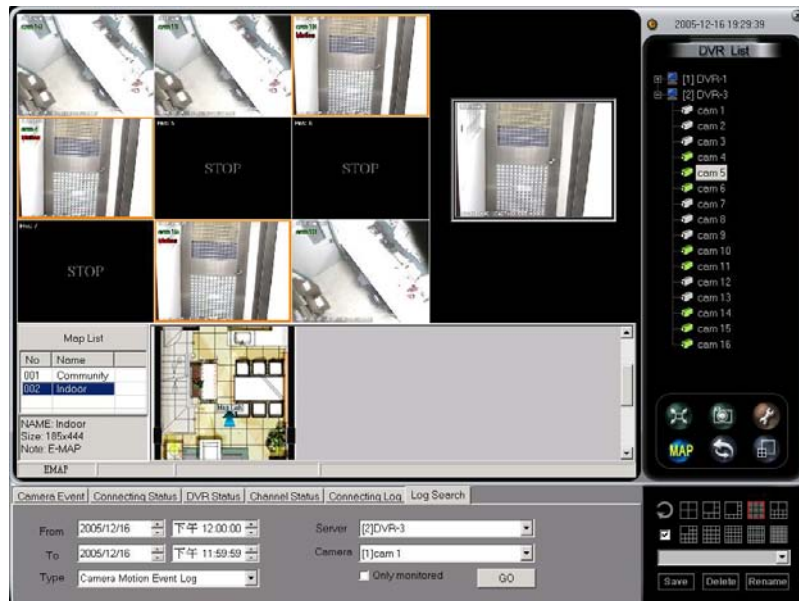 2005-12-16 19:29:39
DVR List
[1] DVR-1
[2] DVR-3
cam 1
cam 2
cam 3
cam 4
cam 5
cam 6
cam 7
cam 8
cam 9
cam 10
cam 11
cam 12
cam 13
cam 14
cam 15
cam 16
STOP
STOP
STOP
Map List
No Name
001 Community
002 Indoor
NAME: Indoor
Size: 185x444
Note: E-MAP
EMAP
MAP
Camera Event Connecting Status DVR Status Channel Status Connecting Log Log Search
From 2005/12/16 下午 12:00:00 Server [2]DVR-3
To 2005/12/16 下午 11:59:59 Camera [1]cam 1
Type Camera Motion Event Log Only monitored GO
Save Delete Rename